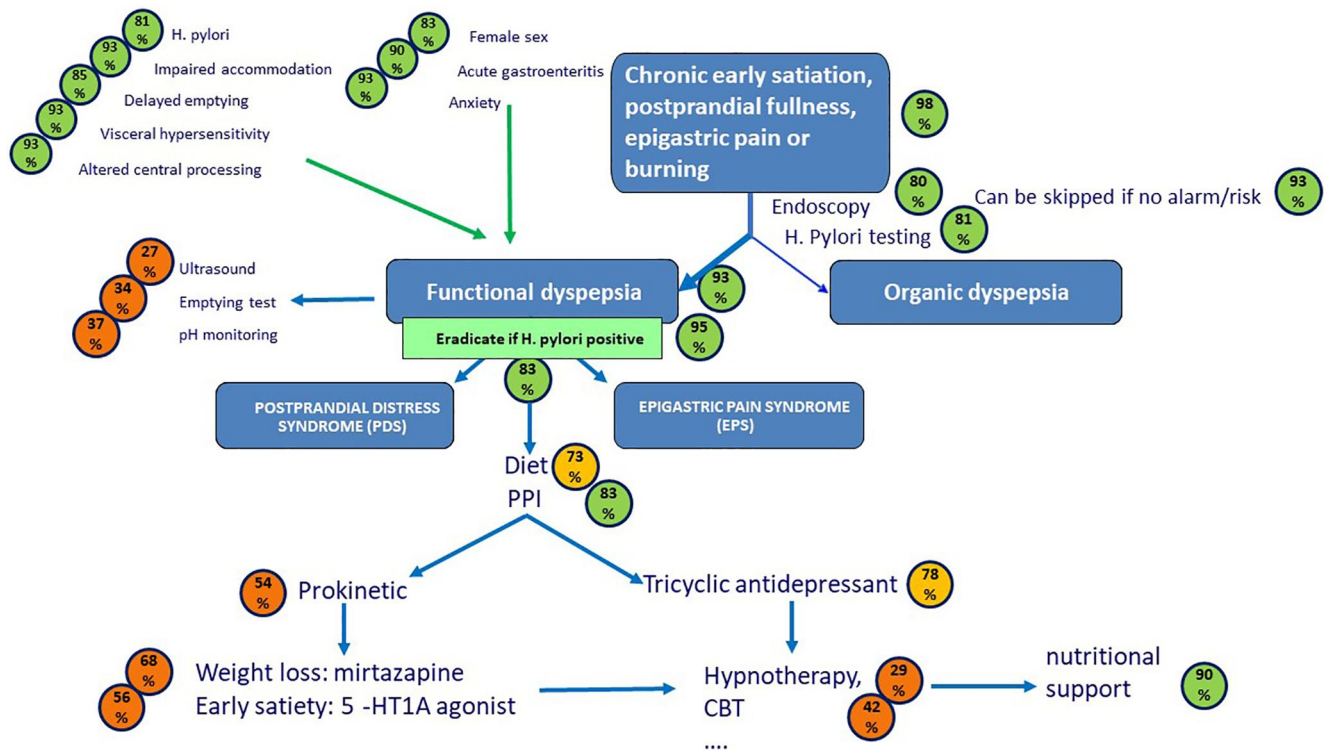 81
%
H. pylori
93
%
Impaired accommodation
85
%
Delayed emptying
93
%
Visceral hypersensitivity
93
%
Altered central processing
83
%
Female sex
90
%
Acute gastroenteritis
93
%
Anxiety
Chronic early satiation,
postprandial fullness,
epigastric pain or
burning
98
%
Endoscopy
80
%
H. Pylori testing
81
%
Can be skipped if no alarm/risk
93
%
27
%
Ultrasound
34
%
Emptying test
37
%
pH monitoring
Functional dyspepsia
93
%
Organic dyspepsia
Eradicate if H. pylori positive
95
%
83
%
POSTPRANDIAL DISTRESS
SYNDROME (PDS)
EPIGASTRIC PAIN SYNDROME
(EPS)
Diet
73
%
PPI
83
%
54
%
Prokinetic
Tricyclic antidepressant
78
%
68
%
Weight loss: mirtazapine
56
%
Early satiety: 5 -HT1A agonist
Hypnotherapy,
CBT
....
29
%
42
%
nutritional
support
90
%